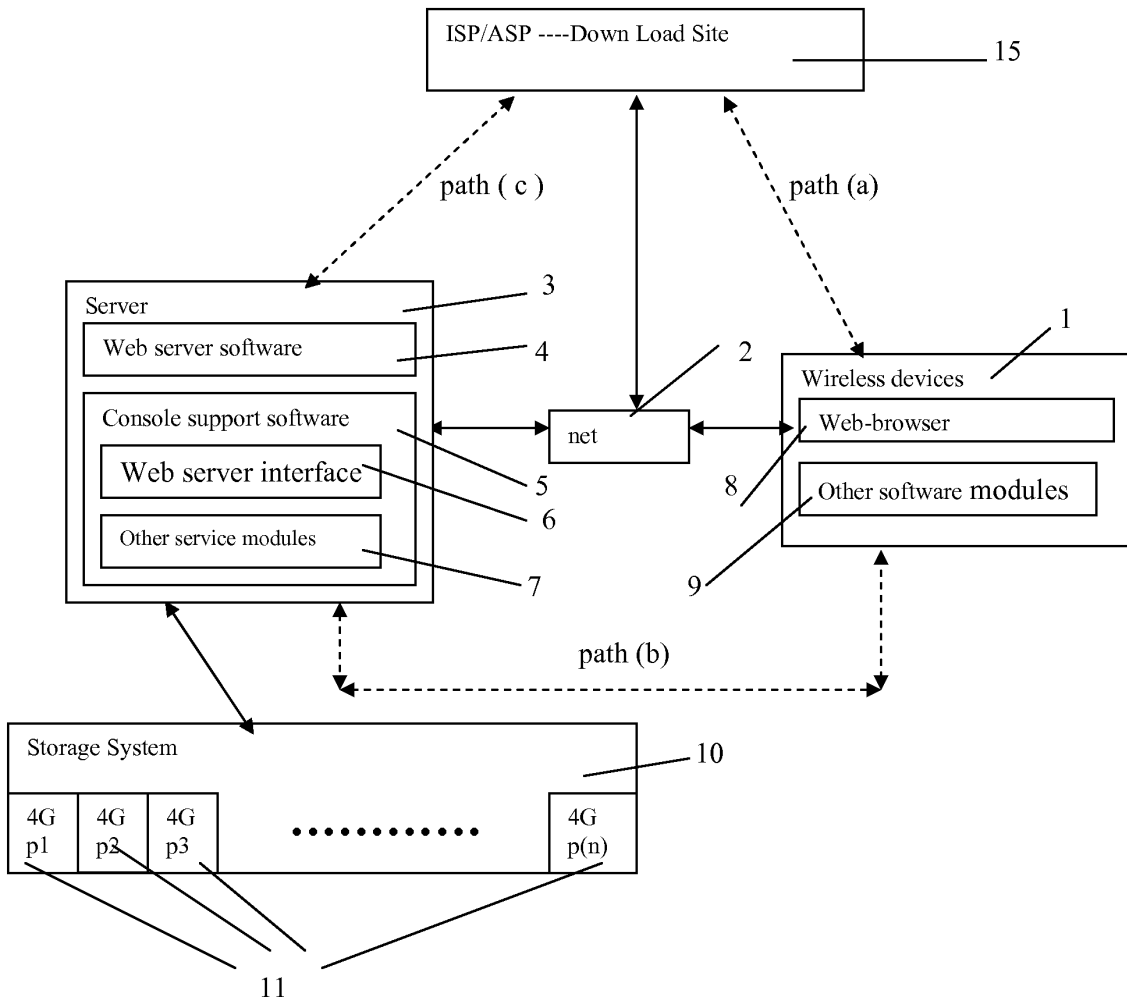 ISP/ASP ----Down Load Site
15
path ( c )
path (a)
3
Server
Web server software
4
2
1
Wireless devices
Console support software
net
Web-browser
Web server interface
5
8
Other software modules
6
Other service modules
7
9
path (b)
Storage System
10
4G
p1
4G
p2
4G
p3
4G
p(n)
11